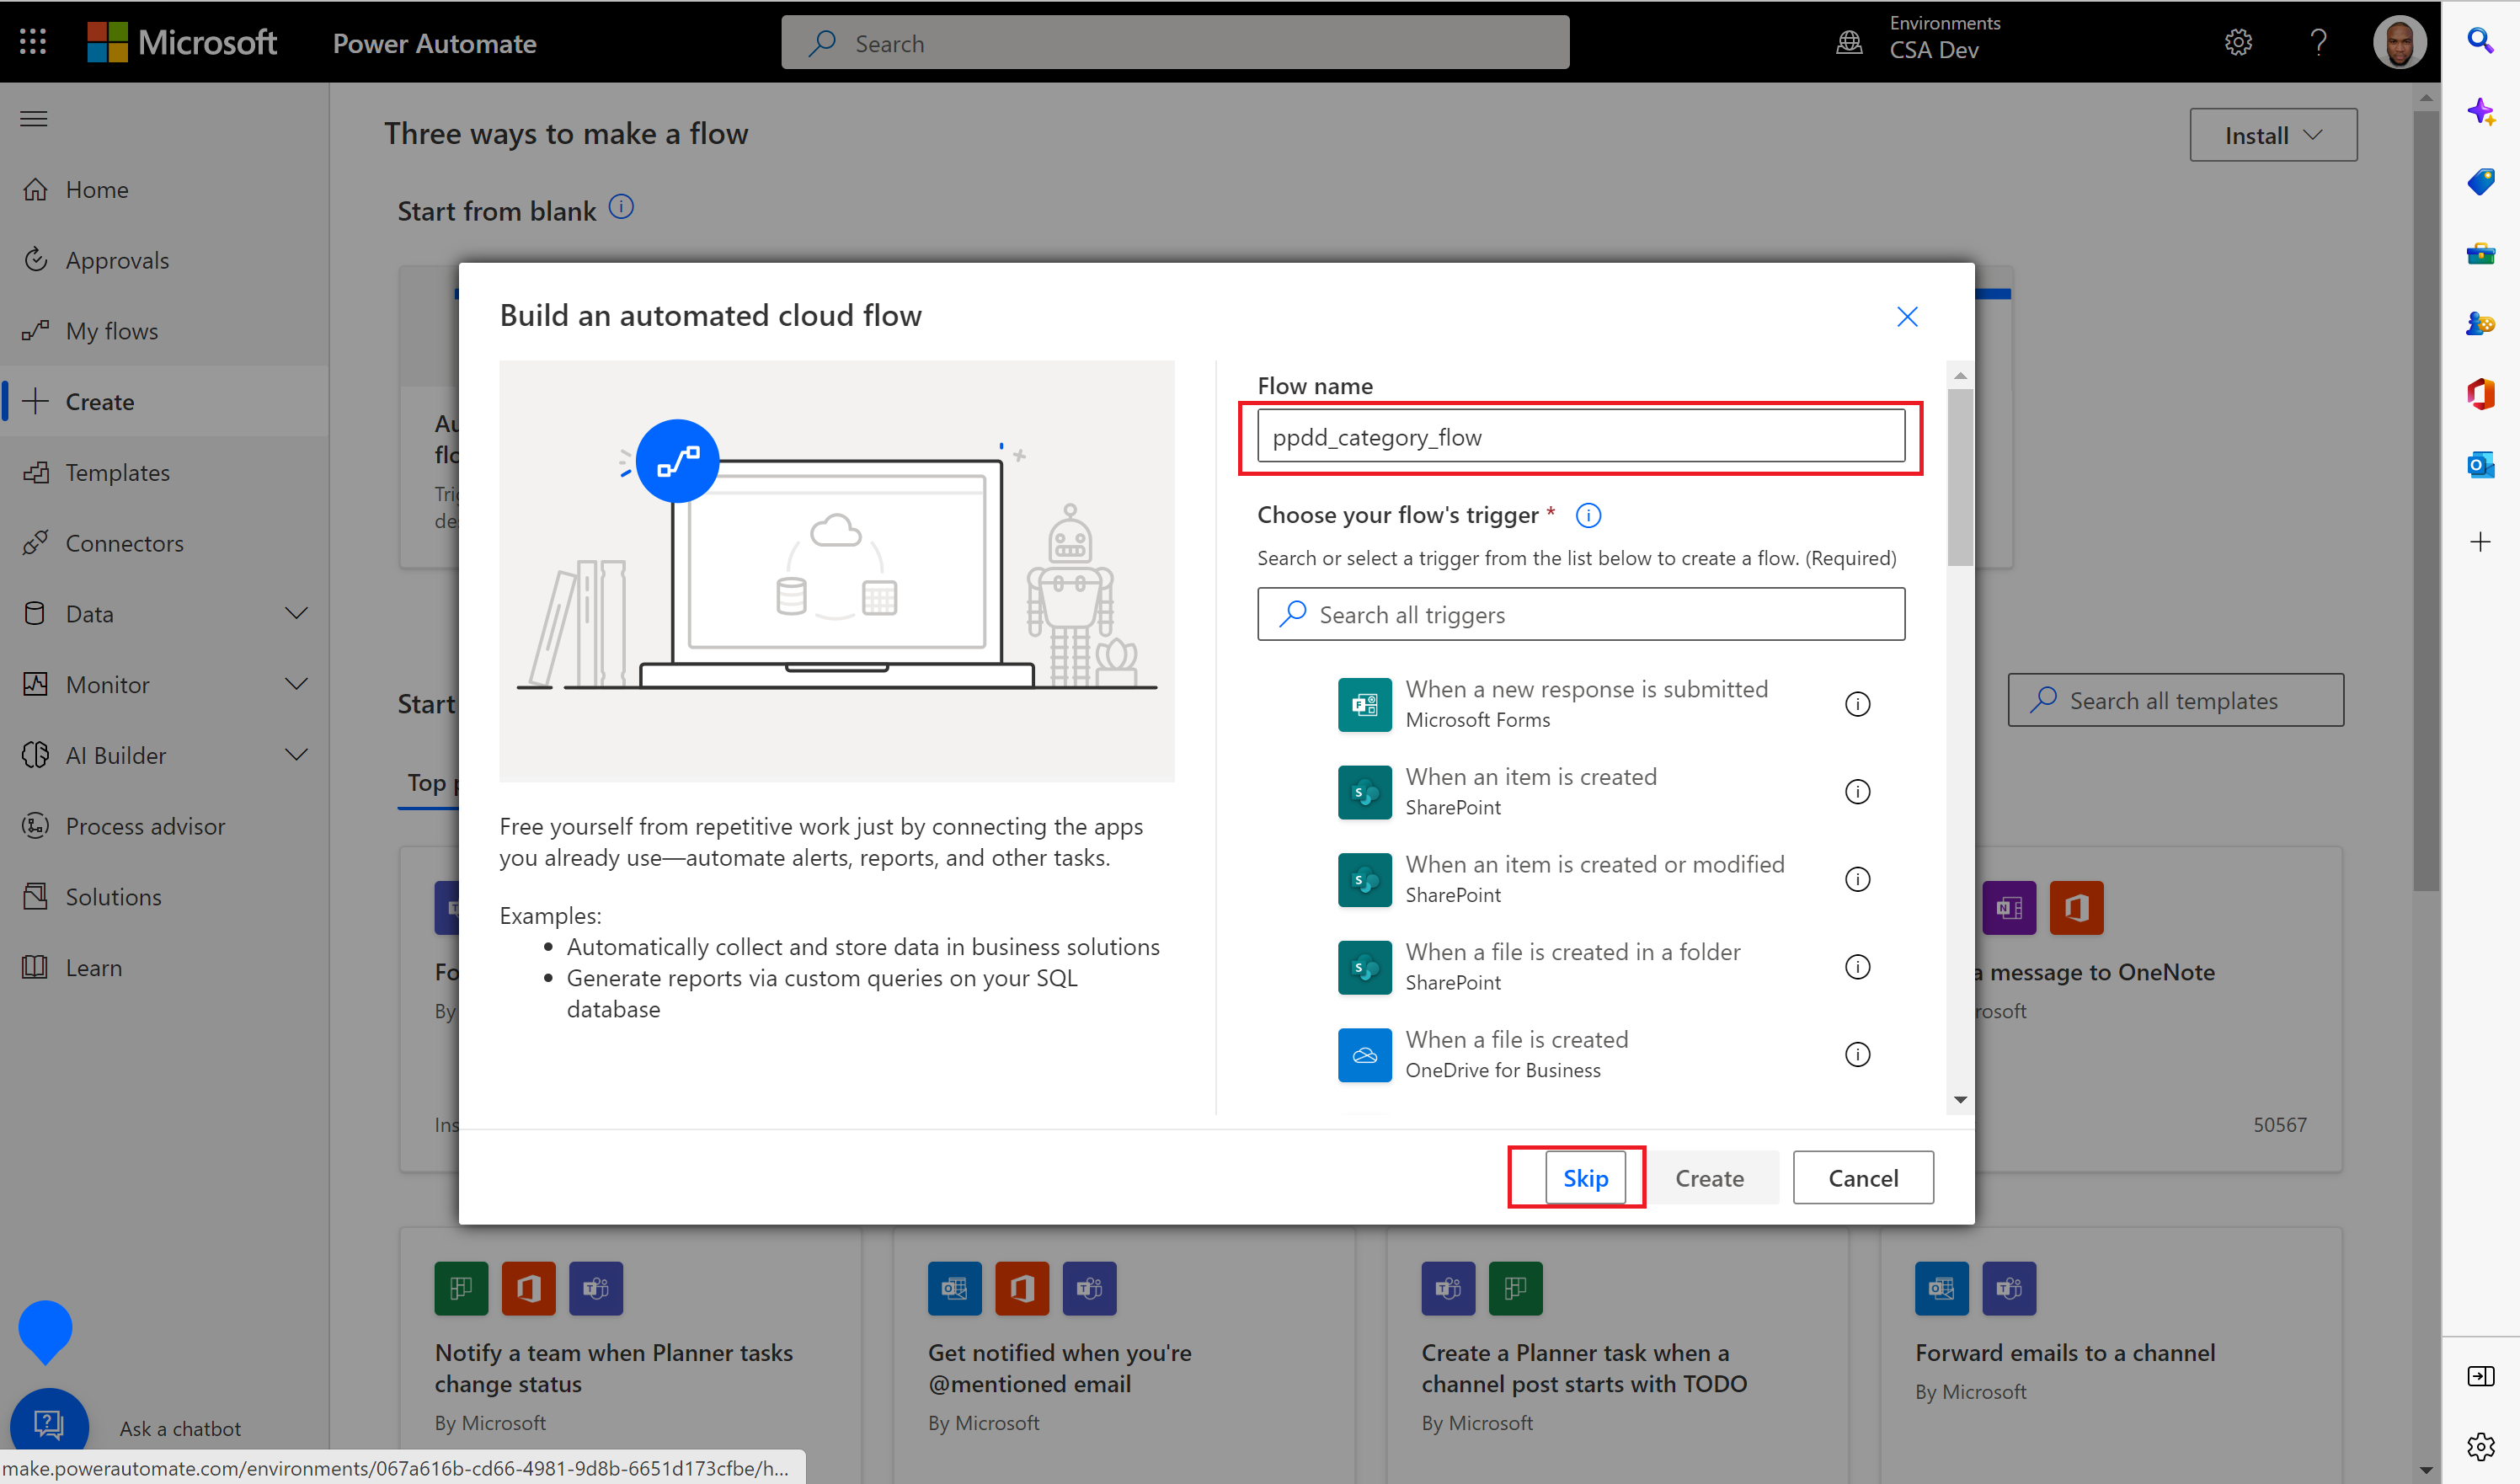 Microsoft
Power Automate
Search
Environments
CSA Dev
Three ways to make a flow
Install
Home
Start from blank
Approvals
My flows
Create
Templates
Connectors
Data
Monitor
AI Builder
Process advisor
Solutions
Learn
Build an automated cloud flow
Flow name
ppdd_category_flow
Choose your flow's trigger *
Search or select a trigger from the list below to create a flow. (Required)
Search all triggers
When a new response is submitted
Microsoft Forms
When an item is created
SharePoint
When an item is created or modified
SharePoint
When a file is created in a folder
SharePoint
When a file is created
OneDrive for Business
Free yourself from repetitive work just by connecting the apps
you already use—automate alerts, reports, and other tasks.
Examples:
• Automatically collect and store data in business solutions
• Generate reports via custom queries on your SQL
database
Skip
Create
Cancel
Start
Search all templates
Top
a message to OneNote
By
50567
Notify a team when Planner tasks
change status
By Microsoft
Get notified when you're
@mentioned email
By Microsoft
Create a Planner task when a
channel post starts with TODO
By Microsoft
Forward emails to a channel
By Microsoft
Ask a chatbot
make.powerautomate.com/environments/067a616b-cd66-4981-9d8b-6651d173cfbe/h...